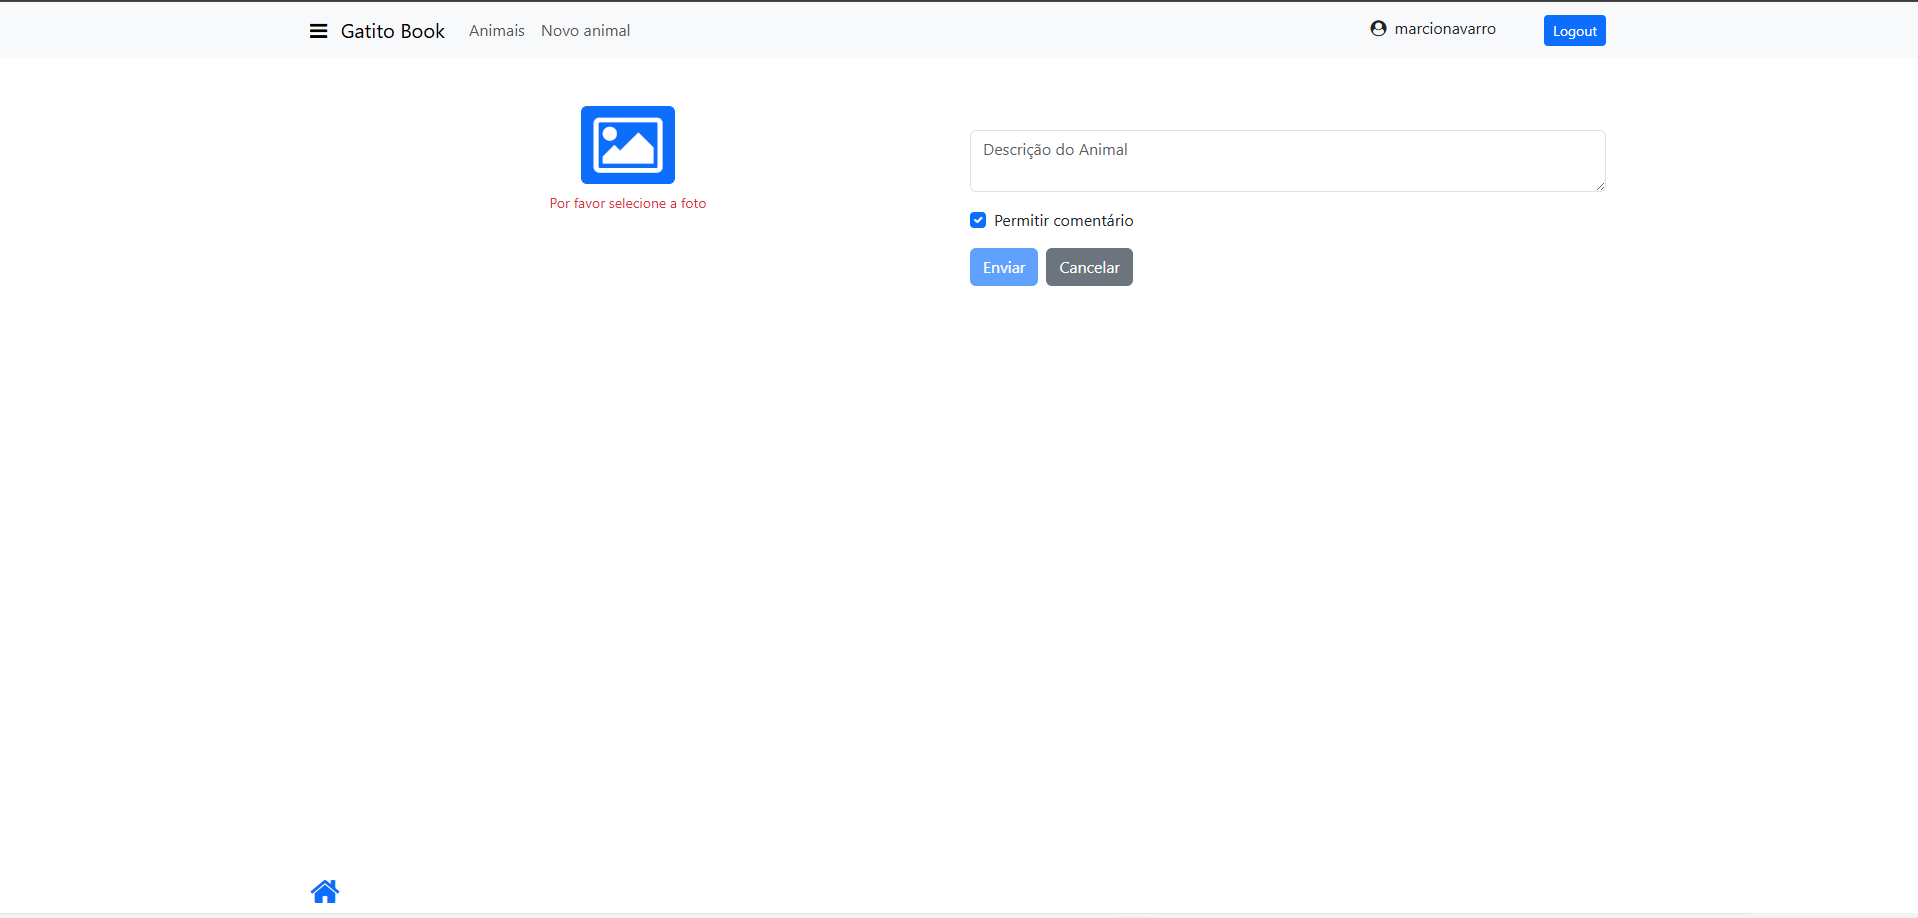 Gatito Book Animais Novo animal marcionavarro Logout
Por favor selecione a foto
Descrição do Animal
Permitir comentário
Enviar Cancelar